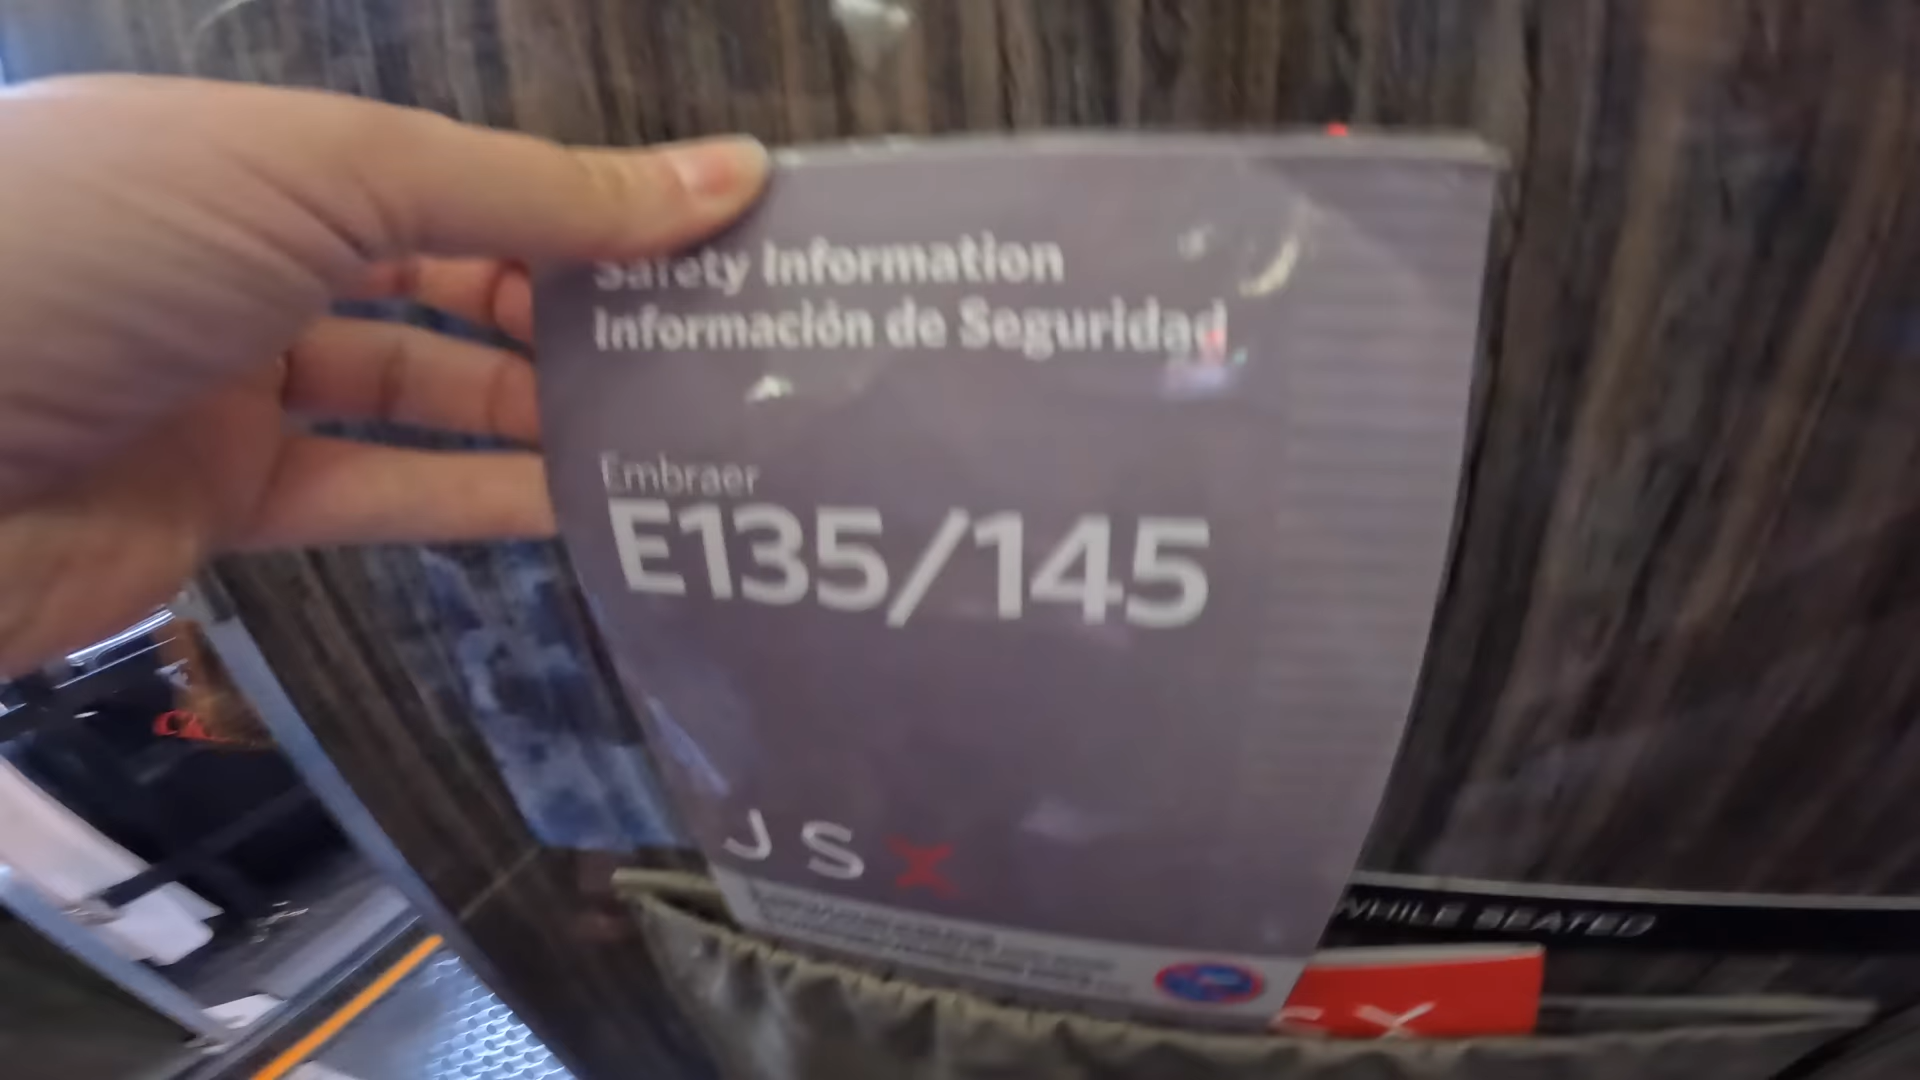 Safety Information
Información de Seguridad
Embraer
E135/145
JSX
WHILE SEATED